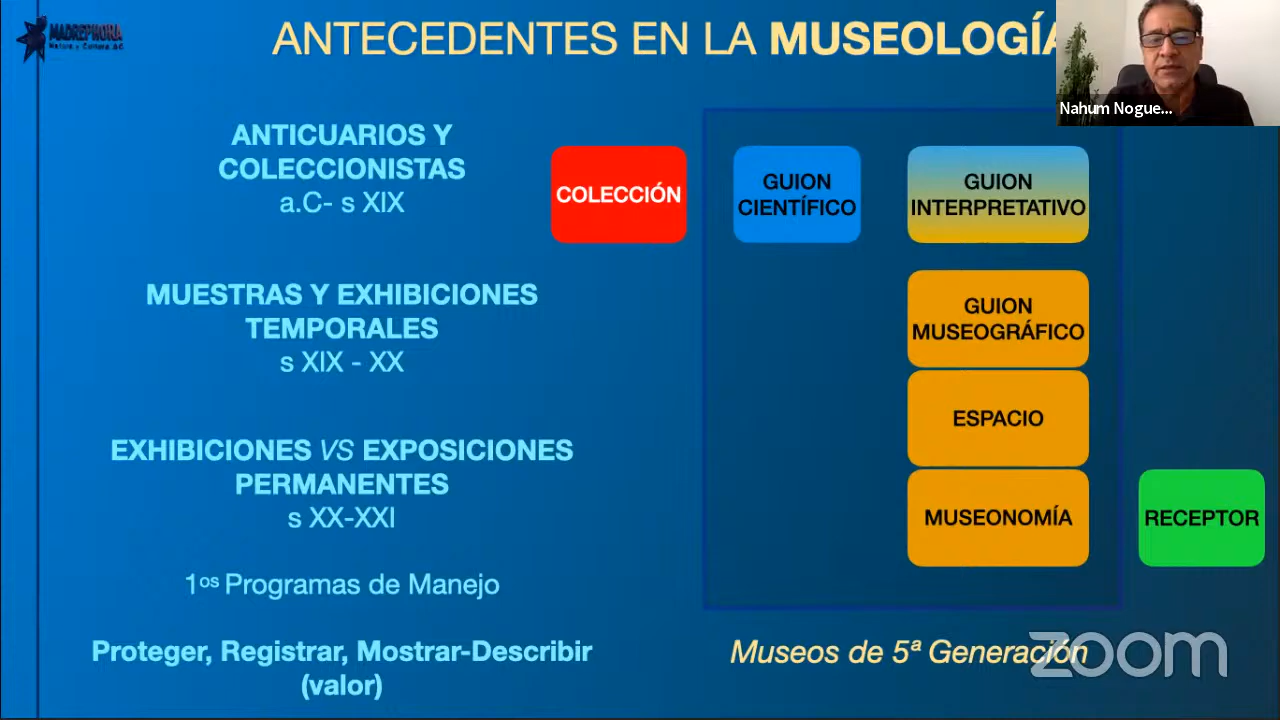 MADREPHORA
Natura y Cultura, A.C.
ANTECEDENTES EN LA MUSEOLOGÍA
Nahum Nogue...
ANTICUARIOS Y
COLECCIONISTAS
a.C- s XIX
COLECCIÓN
GUION
CIENTÍFICO
GUION
INTERPRETATIVO
MUESTRAS Y EXHIBICIONES
TEMPORALES
s XIX - XX
GUION
MUSEOGRÁFICO
ESPACIO
EXHIBICIONES VS EXPOSICIONES
PERMANENTES
s XX-XXI
MUSEONOMÍA
RECEPTOR
1os Programas de Manejo
Proteger, Registrar, Mostrar-Describir
(valor)
Museos de 5ª Generación
zoom